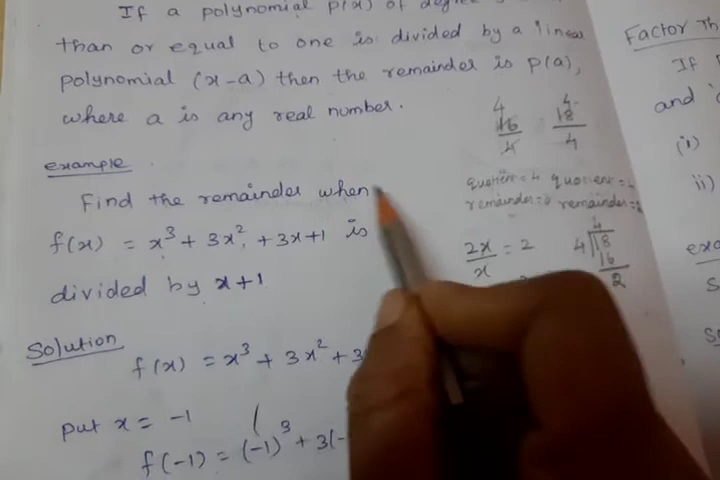 If a polynomial P(x) of degree
than or equal to one is divided by a linear
polynomial (x-a) then the remainder is P(a),
where a is any real number.
example
Find the remainder when
f(x) = x³ + 3x² + 3x+1 is
divided by x+1
Solution
f(x) = x³ + 3x² + 3
put x = -1
f(-1) = (-1)³ + 3(-
4
16
4
4
18
4
quotient = 4
remainder =
remainder =
2x/x = 2
4
4 18
16
2
Factor Th
If
and
(i)
ii)
exa
S
So